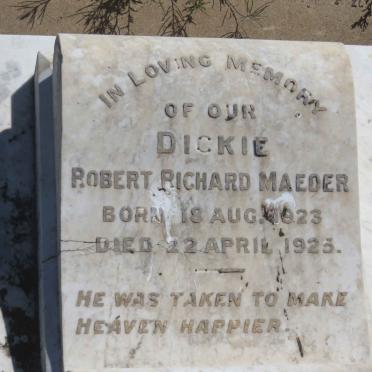 IN LOVING MEMORY
OF OUR
DICKIE
ROBERT RICHARD MAEDER
BORN 18 AUG. 1923
DIED 22 APRIL 1925.
HE WAS TAKEN TO MAKE
HEAVEN HAPPIER.